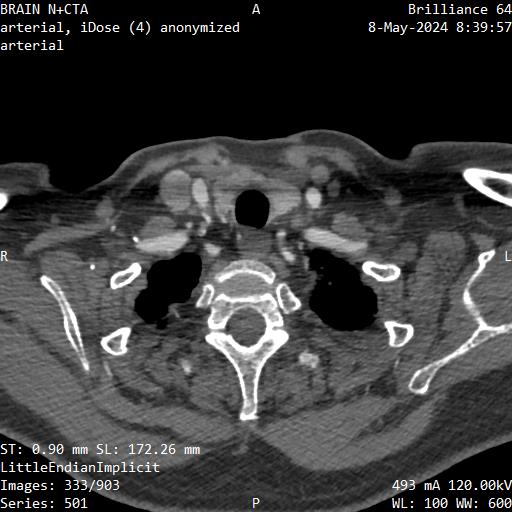 BRAIN N+CTA
arterial, iDose (4) anonymized
arterial
A
Brilliance 64
8-May-2024 8:39:57
R
L
ST: 0.90 mm SL: 172.26 mm
LittleEndianImplicit
Images: 333/903
Series: 501
P
493 mA 120.00kV
WL: 100 WW: 600